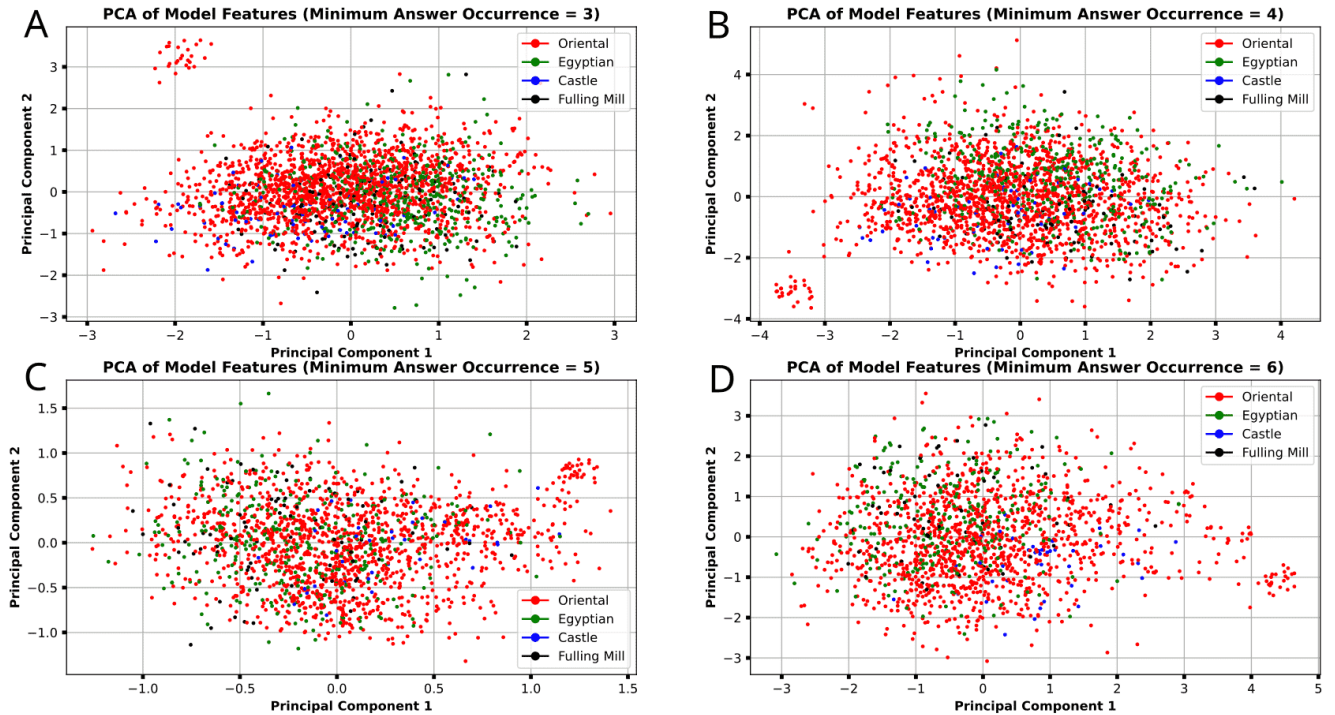 A
PCA of Model Features (Minimum Answer Occurrence = 3)
Oriental
Egyptian
Castle
Fulling Mill
3
2
1
0
−1
−2
−3
Principal Component 2
−3 −2 −1 0 1 2 3
Principal Component 1
B
PCA of Model Features (Minimum Answer Occurrence = 4)
Oriental
Egyptian
Castle
Fulling Mill
4
2
0
−2
−4
Principal Component 2
−4 −3 −2 −1 0 1 2 3 4
Principal Component 1
C
PCA of Model Features (Minimum Answer Occurrence = 5)
1.5
1.0
0.5
0.0
−0.5
−1.0
Principal Component 2
Oriental
Egyptian
Castle
Fulling Mill
−1.0 −0.5 0.0 0.5 1.0 1.5
Principal Component 1
D
PCA of Model Features (Minimum Answer Occurrence = 6)
Oriental
Egyptian
Castle
Fulling Mill
3
2
1
0
−1
−2
−3
Principal Component 2
−3 −2 −1 0 1 2 3 4 5
Principal Component 1